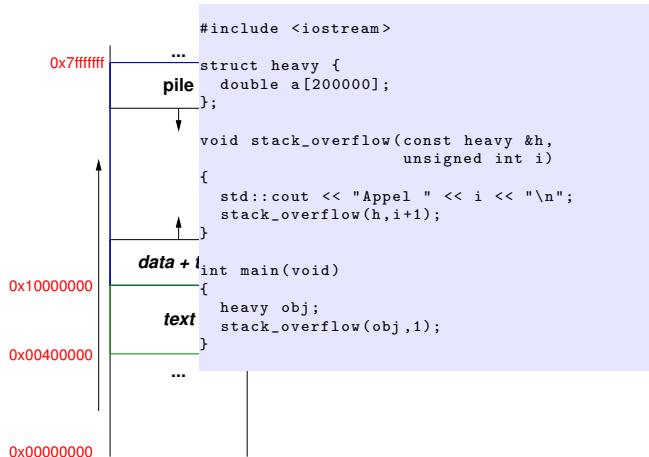 ...
0x7fffffff
pile
data + t
0x10000000
text
0x00400000
...
0x00000000
#include <iostream>
struct heavy {
double a[200000];
};
void stack_overflow(const heavy &h,
unsigned int i)
{
std::cout << "Appel " << i << "\n";
stack_overflow(h,i+1);
}
int main(void)
{
heavy obj;
stack_overflow(obj,1);
}